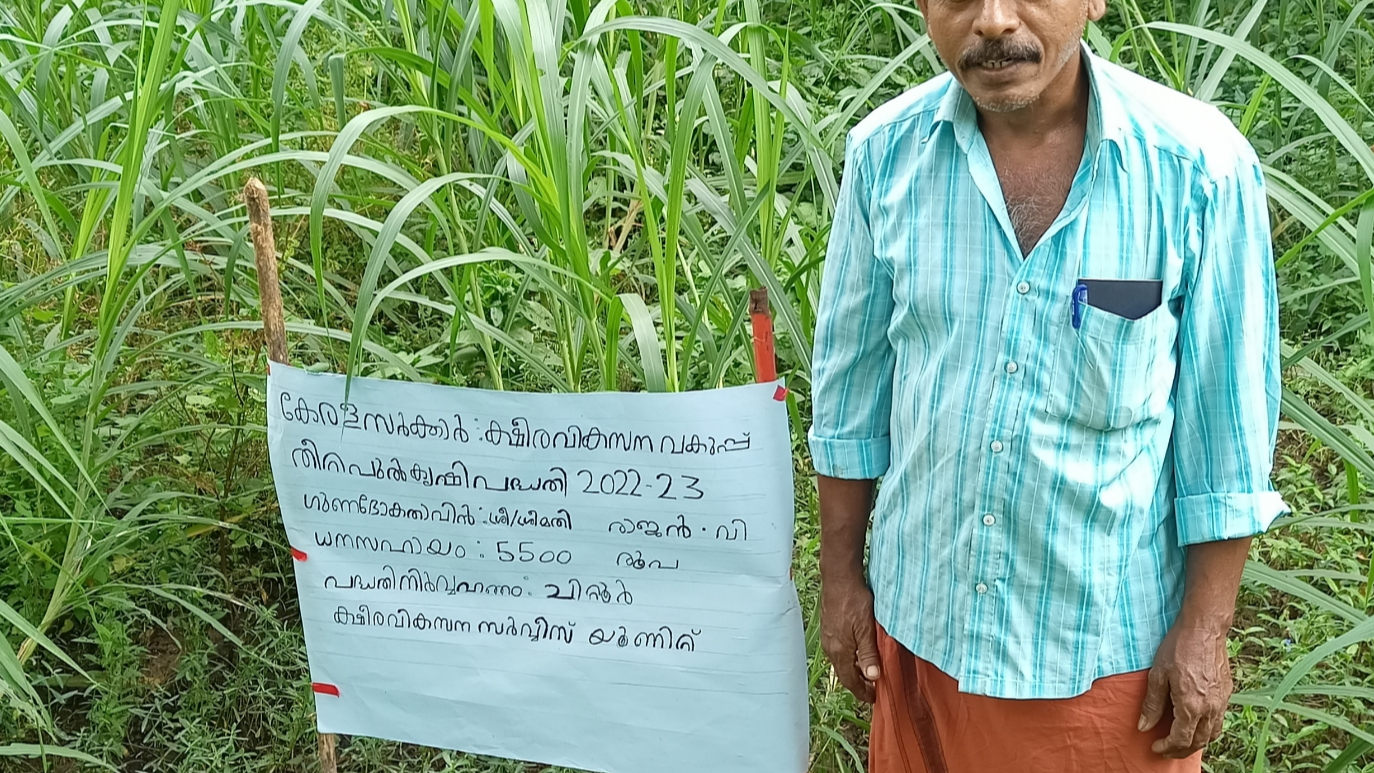 കേരളസർക്കാർ : ക്ഷീരവികസന വകുപ്പ്
തീറ്റപുൽകൃഷിപദ്ധതി 2022-23
ഗുണഭോക്താവിൻ : ശ്രീ/ശ്രീമതി രാജൻ . വി
ധനസഹായം : 5500 രൂപ
പദ്ധതിനിർവ്വഹണം : ചിറ്റൂർ
ക്ഷീരവികസന സർവ്വീസ് യൂണിറ്റ്